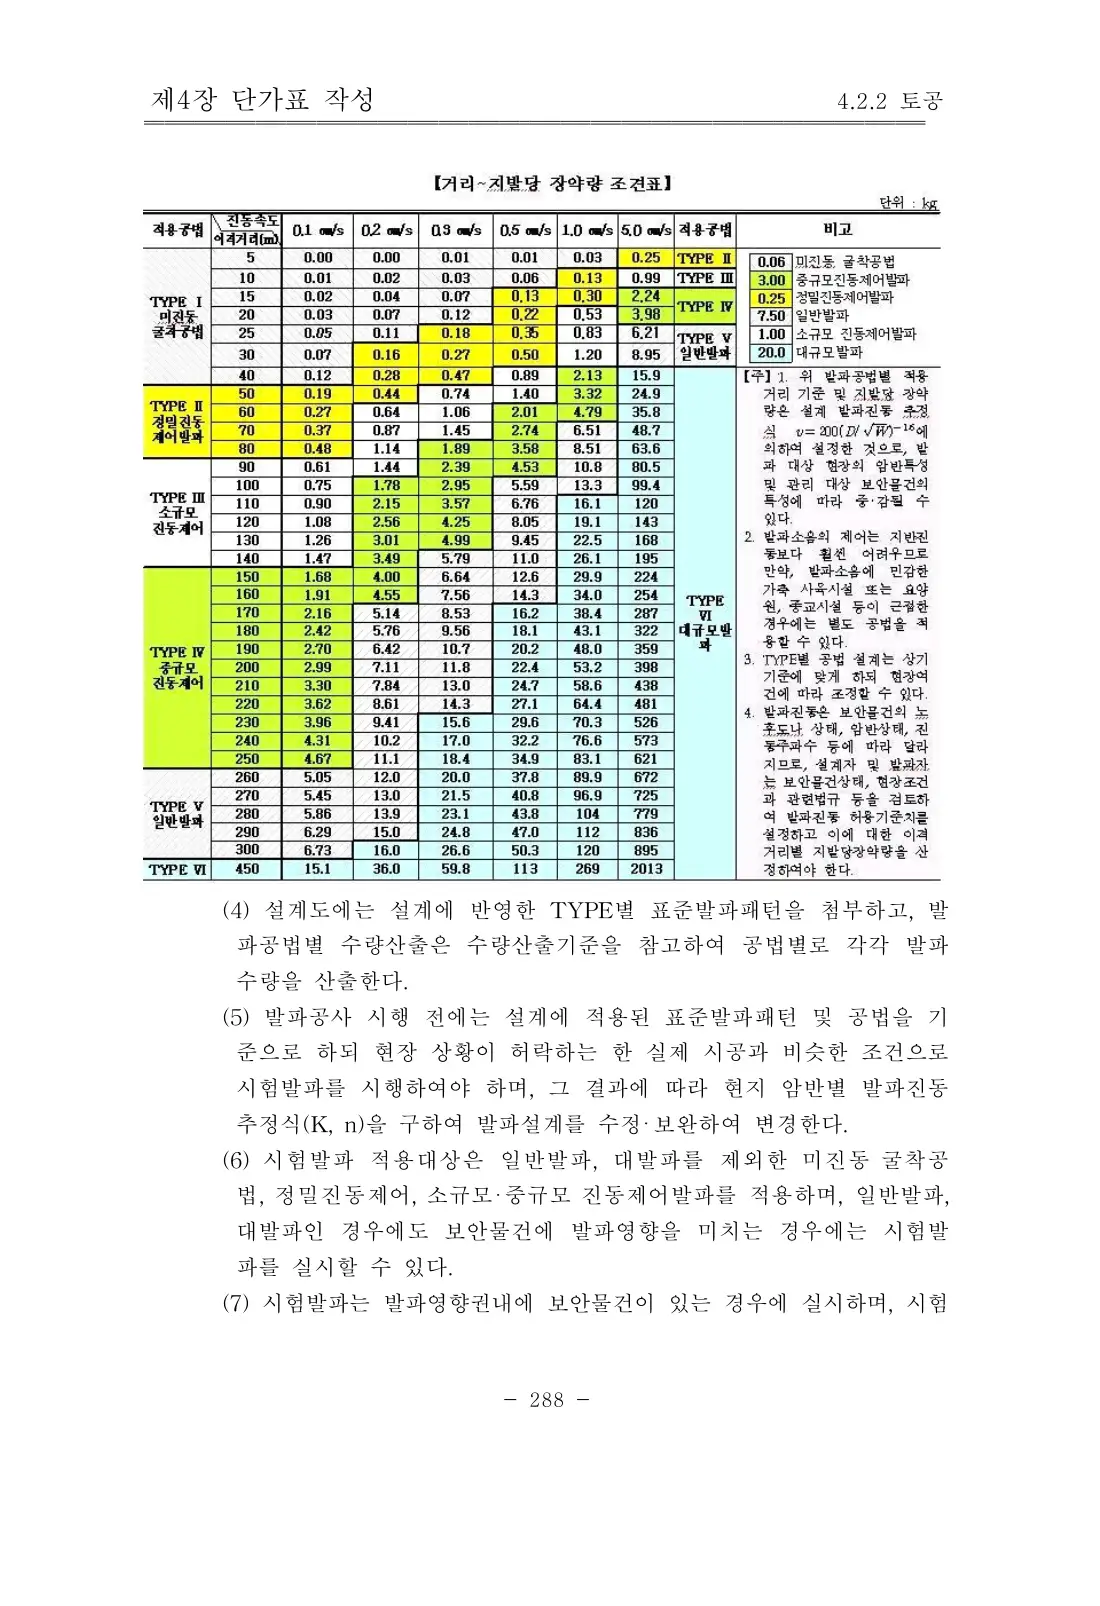 제4장 단가표 작성 4.2.2 토공
【거리~지발당 장약량 조견표】
단위 : kg
적용공법 진동속도 이격거리(m) 0.1 ㎝/s 0.2 ㎝/s 0.3 ㎝/s 0.5 ㎝/s 1.0 ㎝/s 5.0 ㎝/s 적용공법 비고
TYPE Ⅰ 미진동 굴착공법
5 0.00 0.00 0.01 0.01 0.03 0.25 TYPE Ⅱ
10 0.01 0.02 0.03 0.06 0.13 0.99 TYPE Ⅲ
15 0.02 0.04 0.07 0.13 0.30 2.24 TYPE Ⅳ
20 0.03 0.07 0.12 0.22 0.53 3.98
25 0.05 0.11 0.18 0.35 0.83 6.21 TYPE Ⅴ
30 0.07 0.16 0.27 0.50 1.20 8.95 일반발파
40 0.12 0.28 0.47 0.89 2.13 15.9
TYPE Ⅱ 정밀진동 제어발파
50 0.19 0.44 0.74 1.40 3.32 24.9
60 0.27 0.64 1.06 2.01 4.79 35.8
70 0.37 0.87 1.45 2.74 6.51 48.7
80 0.48 1.14 1.89 3.58 8.51 63.6
TYPE Ⅲ 소규모 진동제어
90 0.61 1.44 2.39 4.53 10.8 80.5
100 0.75 1.78 2.95 5.59 13.3 99.4
110 0.90 2.15 3.57 6.76 16.1 120
120 1.08 2.56 4.25 8.05 19.1 143
130 1.26 3.01 4.99 9.45 22.5 168
140 1.47 3.49 5.79 11.0 26.1 195
TYPE Ⅳ 중규모 진동제어
150 1.68 4.00 6.64 12.6 29.9 224
160 1.91 4.55 7.56 14.3 34.0 254
170 2.16 5.14 8.53 16.2 38.4 287
180 2.42 5.76 9.56 18.1 43.1 322
190 2.70 6.42 10.7 20.2 48.0 359
200 2.99 7.11 11.8 22.4 53.2 398
210 3.30 7.84 13.0 24.7 58.6 438
220 3.62 8.61 14.3 27.1 64.4 481
230 3.96 9.41 15.6 29.6 70.3 526
240 4.31 10.2 17.0 32.2 76.6 573
250 4.67 11.1 18.4 34.9 83.1 621
TYPE Ⅴ 일반발파
260 5.05 12.0 20.0 37.8 89.9 672
270 5.45 13.0 21.5 40.8 96.9 725
280 5.86 13.9 23.1 43.8 104 779
290 6.29 15.0 24.8 47.0 112 836
300 6.73 16.0 26.6 50.3 120 895
TYPE Ⅵ 450 15.1 36.0 59.8 113 269 2013
TYPE
Ⅵ
대규모발
파
0.06 미진동 굴착공법
3.00 중규모진동제어발파
0.25 정밀진동제어발파
7.50 일반발파
1.00 소규모 진동제어발파
20.0 대규모발파
【주】1. 위 발파공법별 적용
거리 기준 및 지발당 장약
량은 설계 발파진동 추정
식 v=200(D/√W)-1.6에
의하여 설정한 것으로, 발
파 대상 현장의 암반특성
및 관리 대상 보안물건의
특성에 따라 중·감될 수
있다.
2. 발파소음의 제어는 지반진
동보다 훨씬 어려우므로
만약, 발파소음에 민감한
가축 사육시설 또는 요양
원, 종교시설 등이 근접한
경우에는 별도 공법을 적
용할 수 있다.
3. TYPE별 공법 설계는 상기
기준에 맞게 하되 현장여
건에 따라 조정할 수 있다.
4. 발파진동은 보안물건의 노
후도나 상태, 암반상태, 진
동주파수 등에 따라 달라
지므로, 설계자 및 발파자
는 보안물건상태, 현장조건
과 관련법규 등을 검토하
여 발파진동 허용기준치를
설정하고 이에 대한 이격
거리별 지발당장약량을 산
정하여야 한다.
(4) 설계도에는 설계에 반영한 TYPE별 표준발파패턴을 첨부하고, 발
파공법별 수량산출은 수량산출기준을 참고하여 공법별로 각각 발파
수량을 산출한다.
(5) 발파공사 시행 전에는 설계에 적용된 표준발파패턴 및 공법을 기
준으로 하되 현장 상황이 허락하는 한 실제 시공과 비슷한 조건으로
시험발파를 시행하여야 하며, 그 결과에 따라 현지 암반별 발파진동
추정식(K, n)을 구하여 발파설계를 수정·보완하여 변경한다.
(6) 시험발파 적용대상은 일반발파, 대발파를 제외한 미진동 굴착공
법, 정밀진동제어, 소규모·중규모 진동제어발파를 적용하며, 일반발파,
대발파인 경우에도 보안물건에 발파영향을 미치는 경우에는 시험발
파를 실시할 수 있다.
(7) 시험발파는 발파영향권내에 보안물건이 있는 경우에 실시하며, 시험
- 288 -